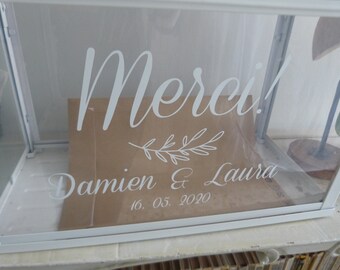 Merci!
Damien & Laura
16. 05. 2020